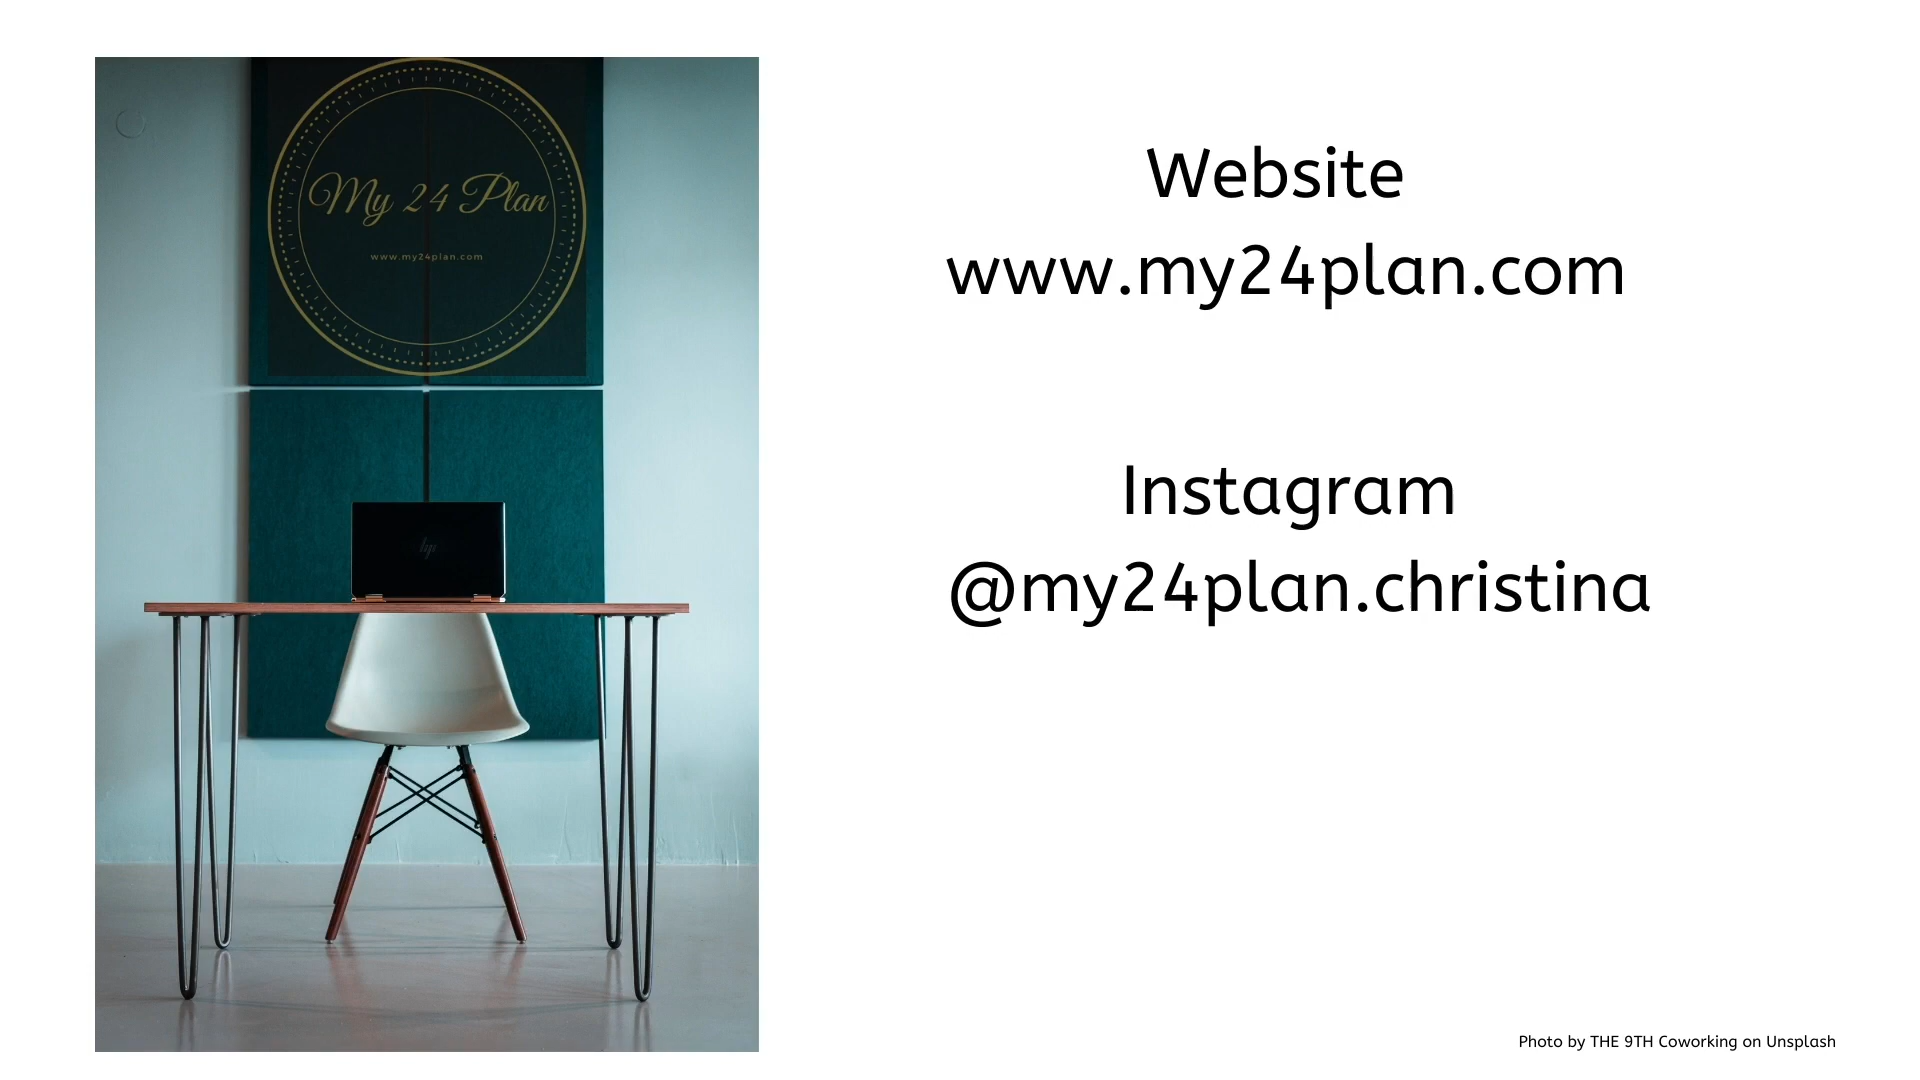 My 24 Plan
www.my24plan.com
Website
www.my24plan.com
Instagram
@my24plan.christina
Photo by THE 9TH Coworking on Unsplash